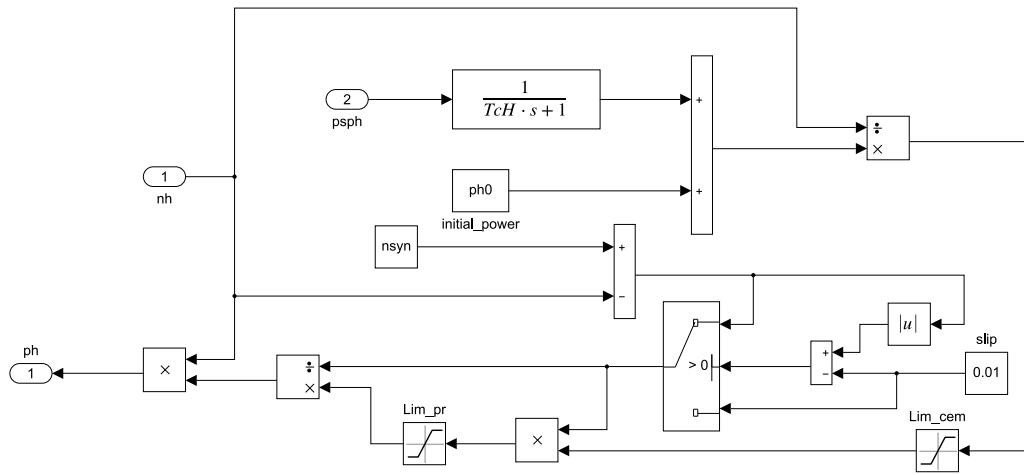 1
TcH · s + 1
2
psph
+
÷
×
1
nh
ph0
+
initial_power
nsyn
+
−
|u|
slip
ph
1
×
÷
×
> 0
+
−
0.01
Lim_pr
×
Lim_cem